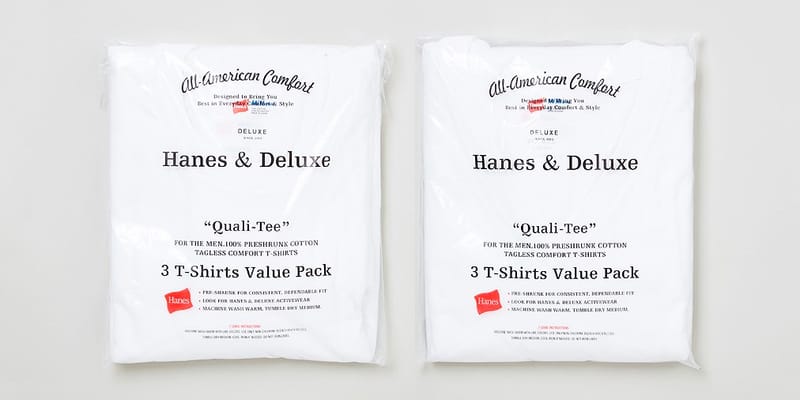 All-American Comfort
Designed to Bring You
Best in Everyday Comfort & Style
DELUXE
Hanes & Deluxe
“Quali-Tee”
FOR THE MEN.100% PRESHRUNK COTTON
TAGLESS COMFORT T-SHIRTS
3 T-Shirts Value Pack
Hanes
• PRE-SHRUNK FOR CONSISTENT, DEPENDABLE FIT
• LOOK FOR HANES & DELUXE ACTIVEWEAR
• MACHINE WASH WARM, TUMBLE DRY MEDIUM.
All-American Comfort
Designed to Bring You
Best in Everyday Comfort & Style
DELUXE
Hanes & Deluxe
“Quali-Tee”
FOR THE MEN.100% PRESHRUNK COTTON
TAGLESS COMFORT T-SHIRTS
3 T-Shirts Value Pack
Hanes
• PRE-SHRUNK FOR CONSISTENT, DEPENDABLE FIT
• LOOK FOR HANES & DELUXE ACTIVEWEAR
• MACHINE WASH WARM, TUMBLE DRY MEDIUM.